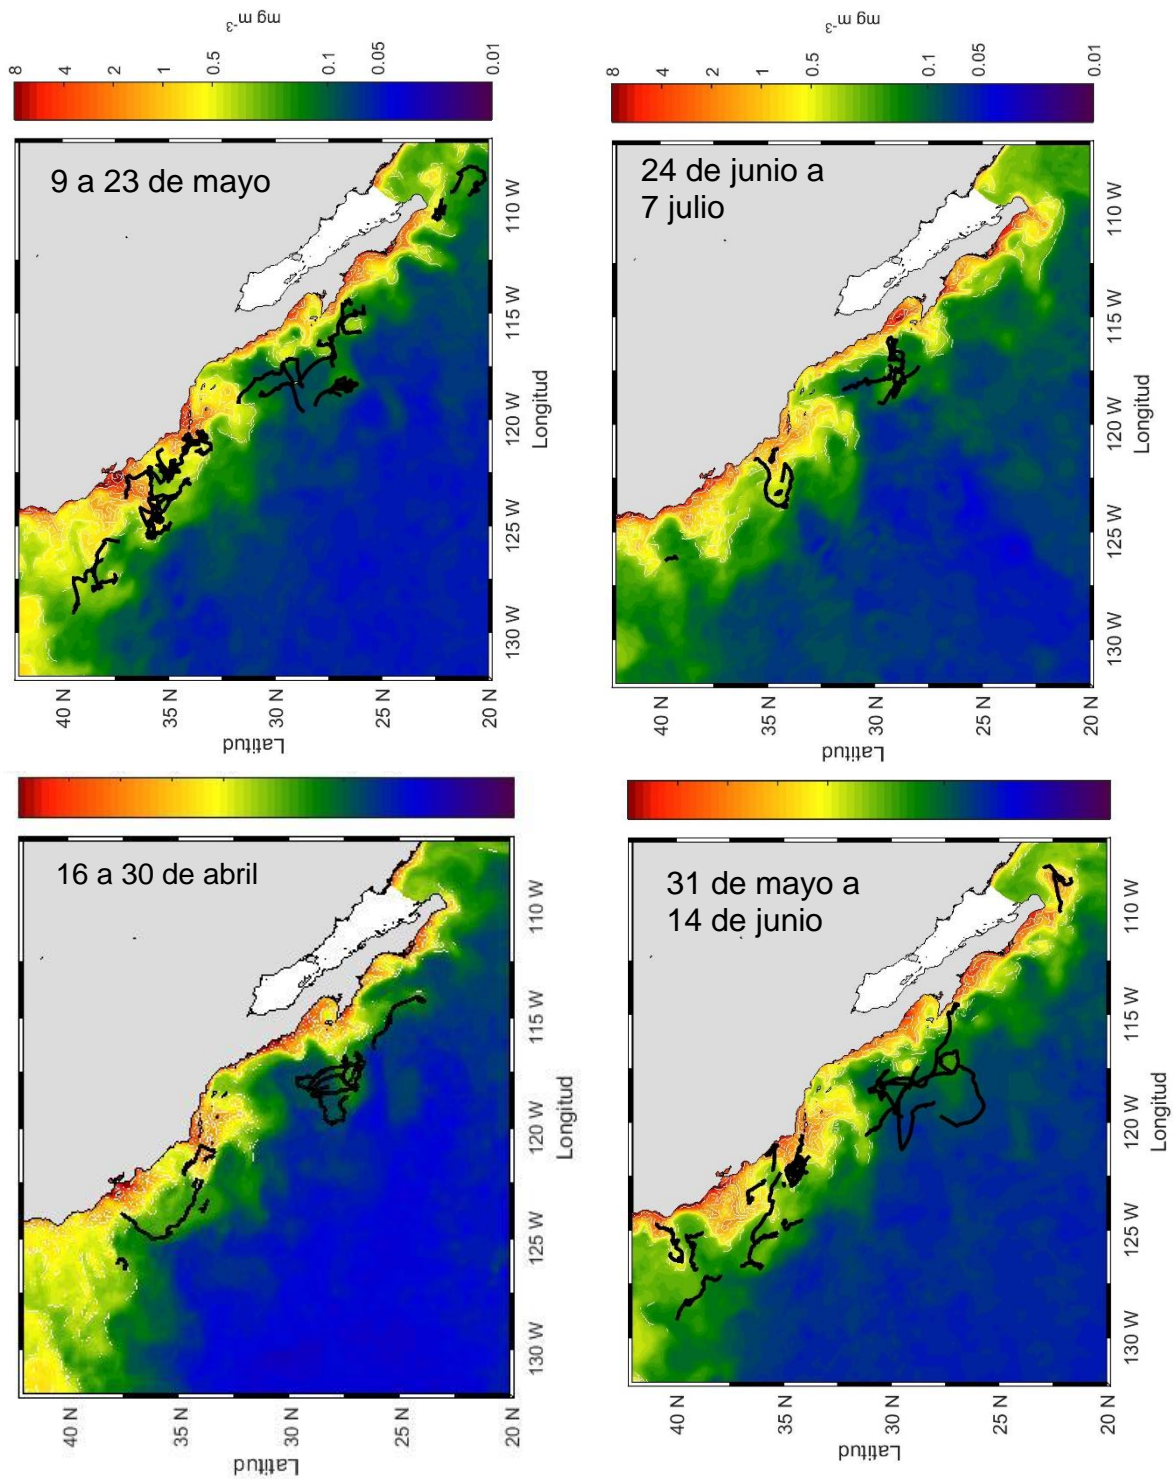 mg m⁻³
8
4
2
1
0.5
0.1
0.05
0.01
9 a 23 de mayo
110 W
115 W
120 W
125 W
130 W
Longitud
40 N
35 N
30 N
25 N
20 N
Latitud
mg m⁻³
8
4
2
1
0.5
0.1
0.05
0.01
24 de junio a
7 julio
110 W
115 W
120 W
125 W
130 W
Longitud
40 N
35 N
30 N
25 N
20 N
Latitud
16 a 30 de abril
110 W
115 W
120 W
125 W
130 W
Longitud
40 N
35 N
30 N
25 N
20 N
Latitud
31 de mayo a
14 de junio
110 W
115 W
120 W
125 W
130 W
Longitud
40 N
35 N
30 N
25 N
20 N
Latitud